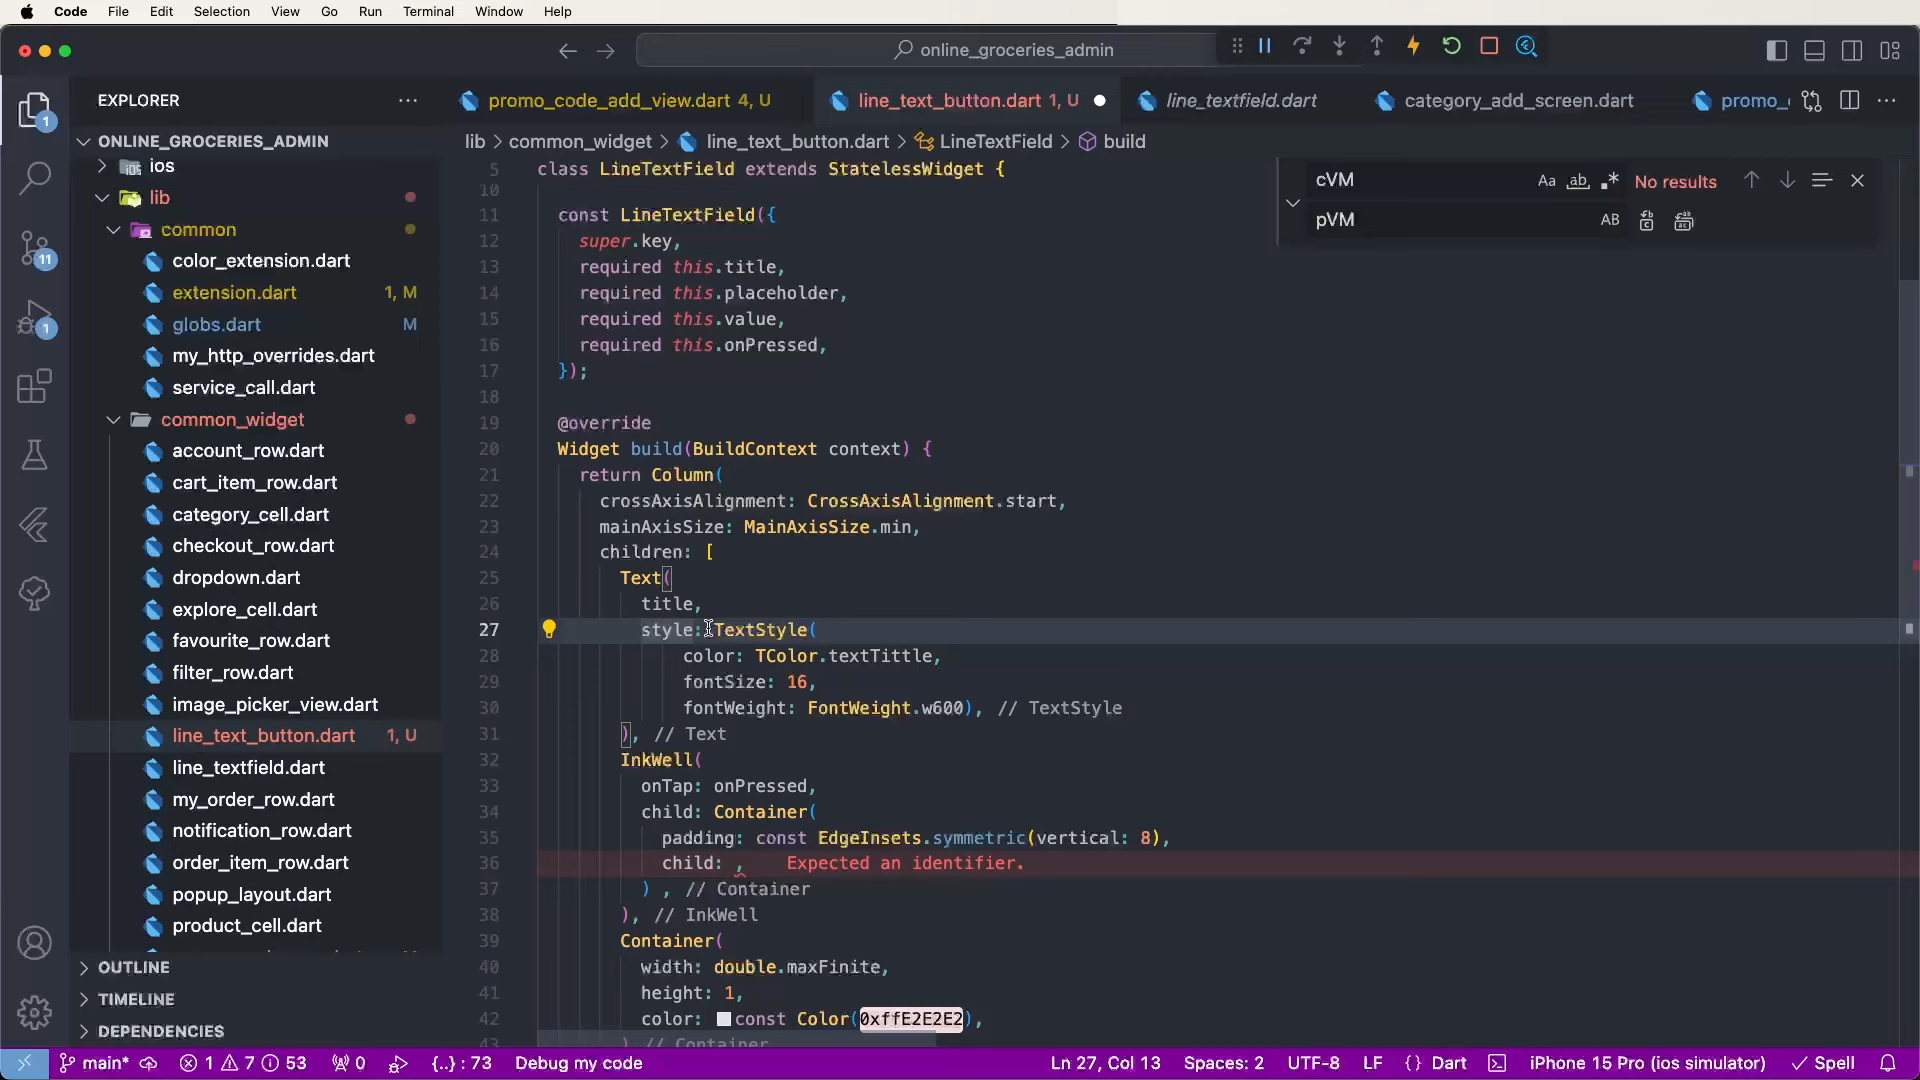 Code File Edit Selection View Go Run Terminal Window Help
online_groceries_admin
EXPLORER
promo_code_add_view.dart 4, U
line_text_button.dart 1, U
line_textfield.dart
category_add_screen.dart
promo_
ONLINE_GROCERIES_ADMIN
lib > common_widget > line_text_button.dart > LineTextField > build
ios
lib
common
color_extension.dart
extension.dart 1, M
globs.dart M
my_http_overrides.dart
service_call.dart
common_widget
account_row.dart
cart_item_row.dart
category_cell.dart
checkout_row.dart
dropdown.dart
explore_cell.dart
favourite_row.dart
filter_row.dart
image_picker_view.dart
line_text_button.dart 1, U
line_textfield.dart
my_order_row.dart
notification_row.dart
order_item_row.dart
popup_layout.dart
product_cell.dart
OUTLINE
TIMELINE
DEPENDENCIES
1
11
1
cVM Aa ab .* No results
pVM AB
5 class LineTextField extends StatelessWidget {
10
11 const LineTextField({
12 super.key,
13 required this.title,
14 required this.placeholder,
15 required this.value,
16 required this.onPressed,
17 });
18
19 @override
20 Widget build(BuildContext context) {
21 return Column(
22 crossAxisAlignment: CrossAxisAlignment.start,
23 mainAxisSize: MainAxisSize.min,
24 children: [
25 Text(
26 title,
27 style: TextStyle(
28 color: TColor.textTittle,
29 fontSize: 16,
30 fontWeight: FontWeight.w600), // TextStyle
31 ), // Text
32 InkWell(
33 onTap: onPressed,
34 child: Container(
35 padding: const EdgeInsets.symmetric(vertical: 8),
36 child: , Expected an identifier.
37 ) , // Container
38 ), // InkWell
39 Container(
40 width: double.maxFinite,
41 height: 1,
42 color: const Color(0xffE2E2E2),
43 ) // Container
main* 1 7 53 0 {..} : 73 Debug my code Ln 27, Col 13 Spaces: 2 UTF-8 LF { } Dart iPhone 15 Pro (ios simulator) Spell